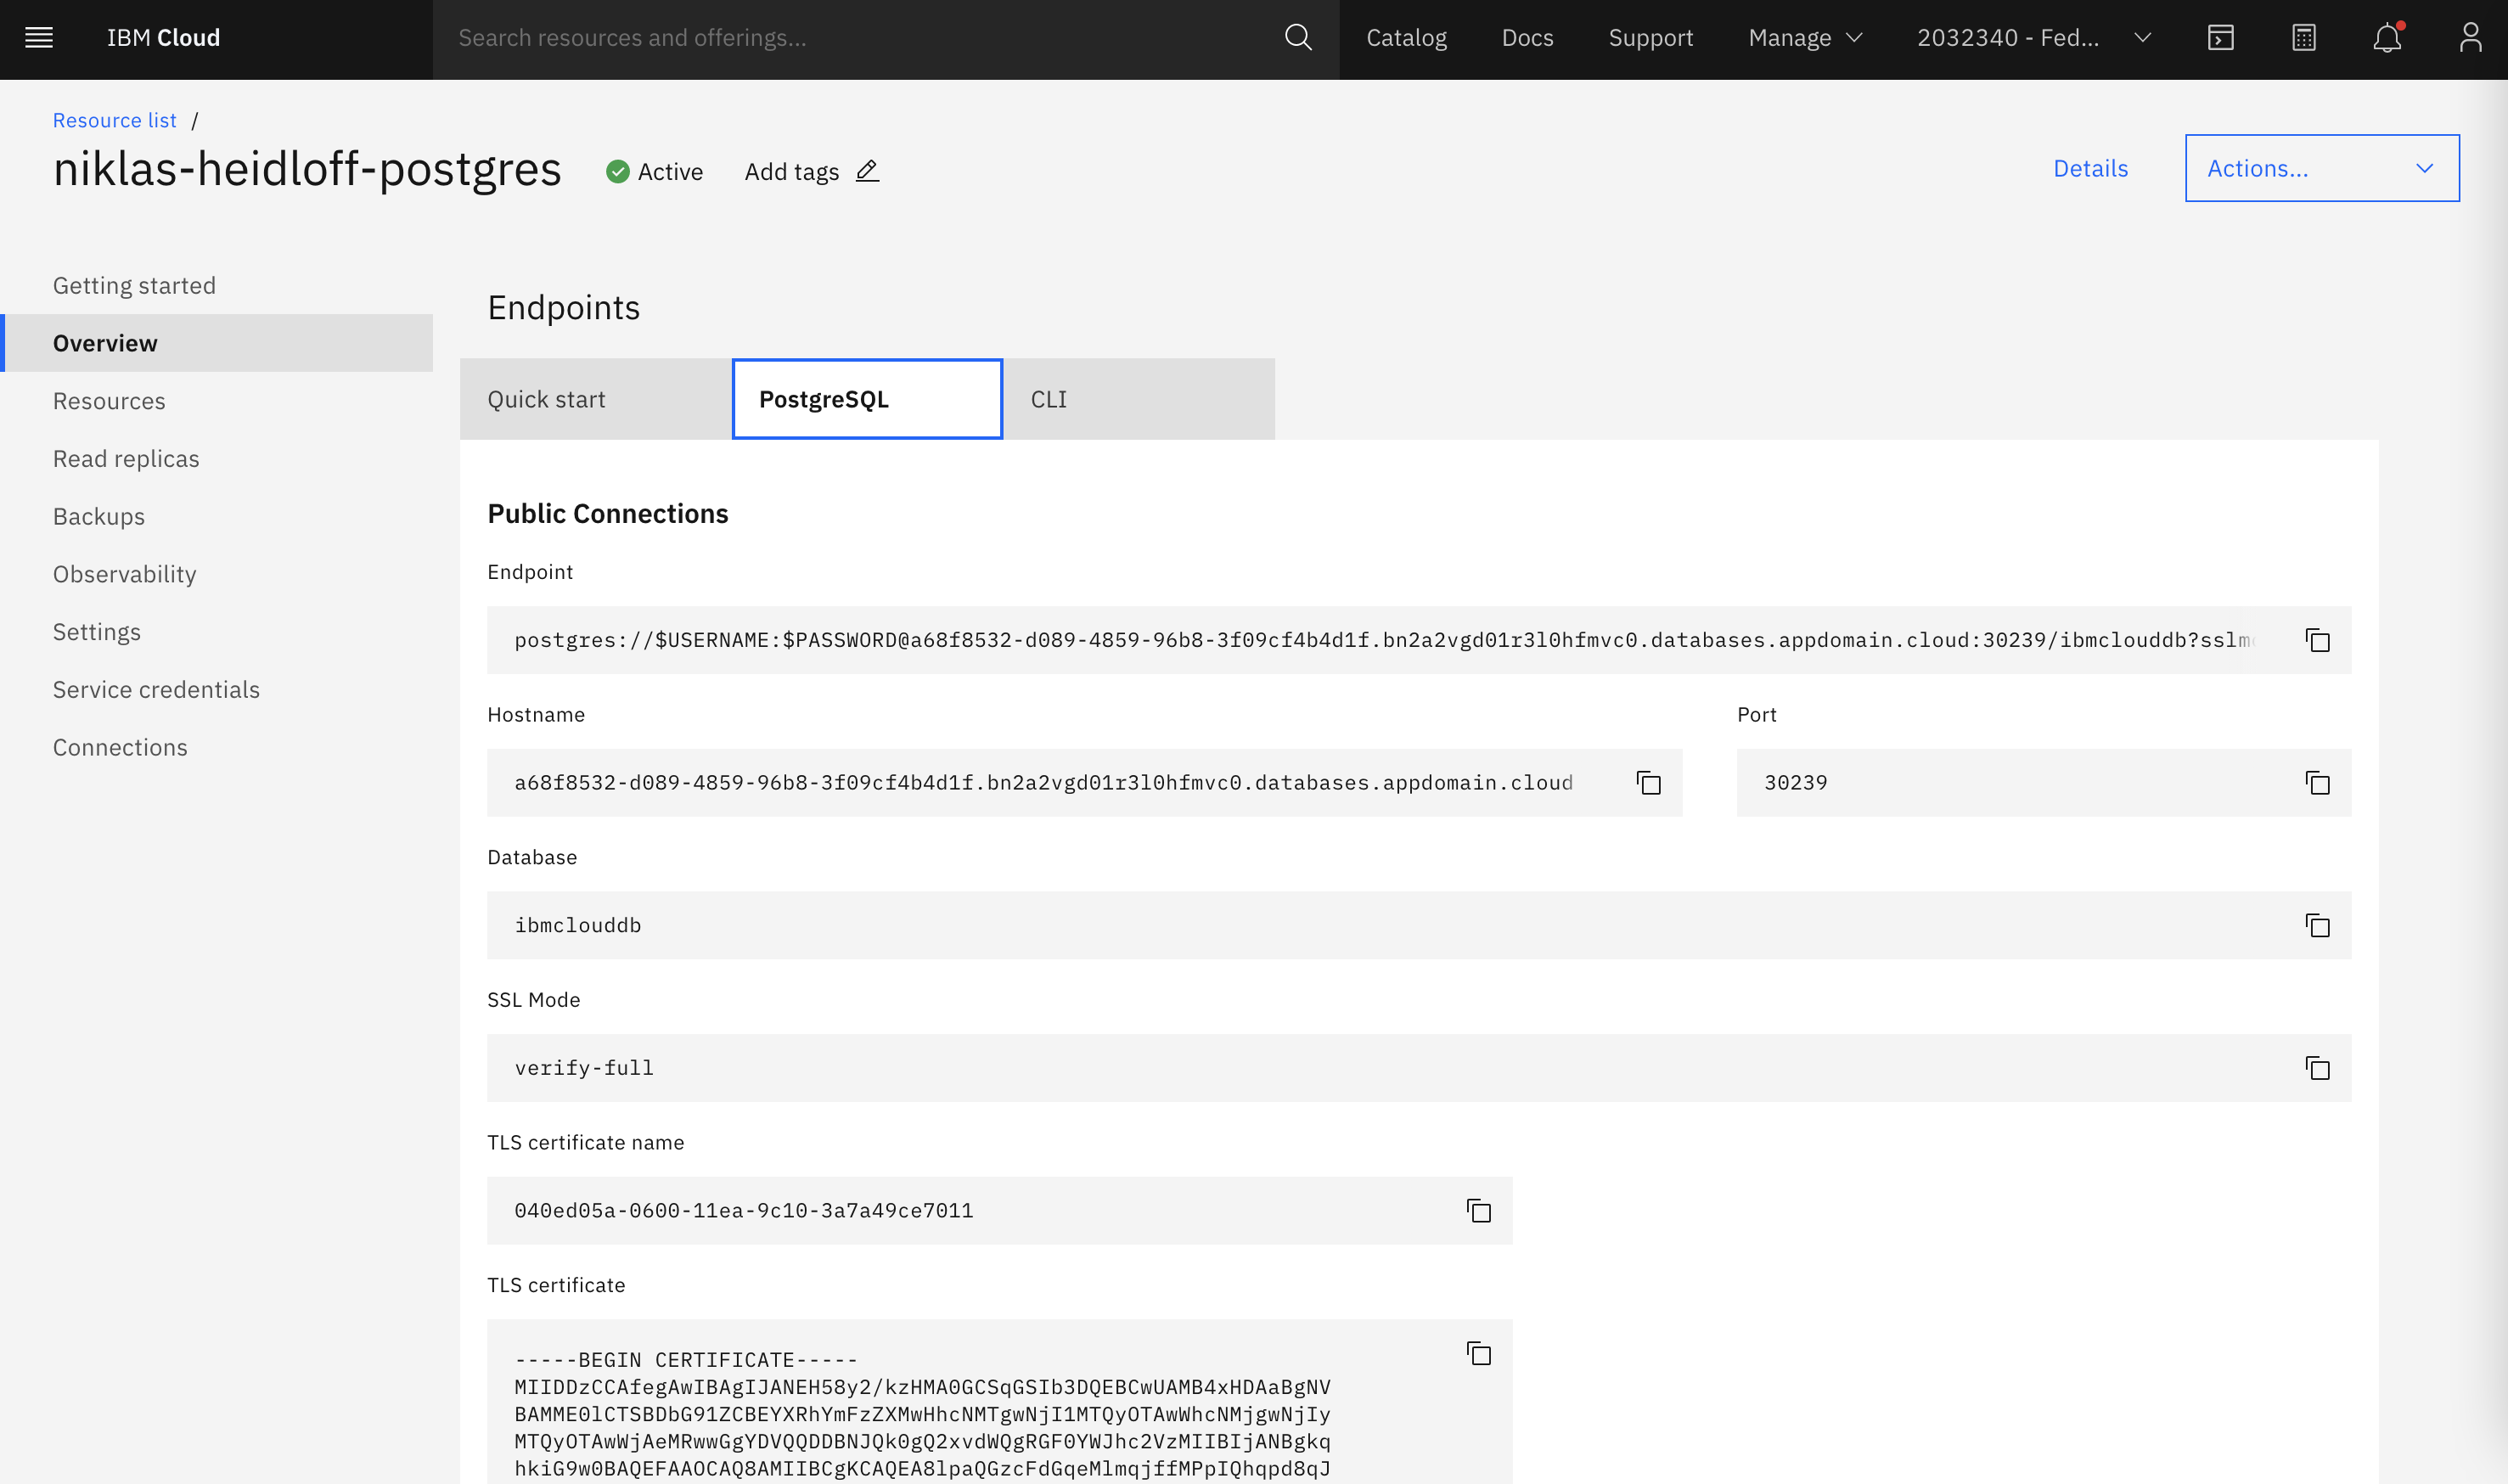 IBM Cloud
Search resources and offerings...
Catalog
Docs
Support
Manage
2032340 - Fed...
Resource list /
niklas-heidloff-postgres
Active
Add tags
Details
Actions...
Getting started
Overview
Resources
Read replicas
Backups
Observability
Settings
Service credentials
Connections
Endpoints
Quick start
PostgreSQL
CLI
Public Connections
Endpoint
postgres://$USERNAME:$PASSWORD@a68f8532-d089-4859-96b8-3f09cf4b4d1f.bn2a2vgd01r3l0hfmvc0.databases.appdomain.cloud:30239/ibmclouddb?sslmo
Hostname
a68f8532-d089-4859-96b8-3f09cf4b4d1f.bn2a2vgd01r3l0hfmvc0.databases.appdomain.cloud
Port
30239
Database
ibmclouddb
SSL Mode
verify-full
TLS certificate name
040ed05a-0600-11ea-9c10-3a7a49ce7011
TLS certificate
-----BEGIN CERTIFICATE-----
MIIDDzCCAfegAwIBAgIJANEH58y2/kzHMA0GCSqGSIb3DQEBCwUAMB4xHDAaBgNV
BAMME0lCTSBDbG91ZCBEYXRhYmFzZXMwHhcNMTgwNjI1MTQyOTAwWhcNMjgwNjIy
MTQyOTAwWjAeMRwwGgYDVQQDDBNJQk0gQ2xvdWQgRGF0YWJhc2VzMIIBIjANBgkq
hkiG9w0BAQEFAAOCAQ8AMIIBCgKCAQEA8lpaQGzcFdGqeMlmqjffMPpIQhqpd8qJ